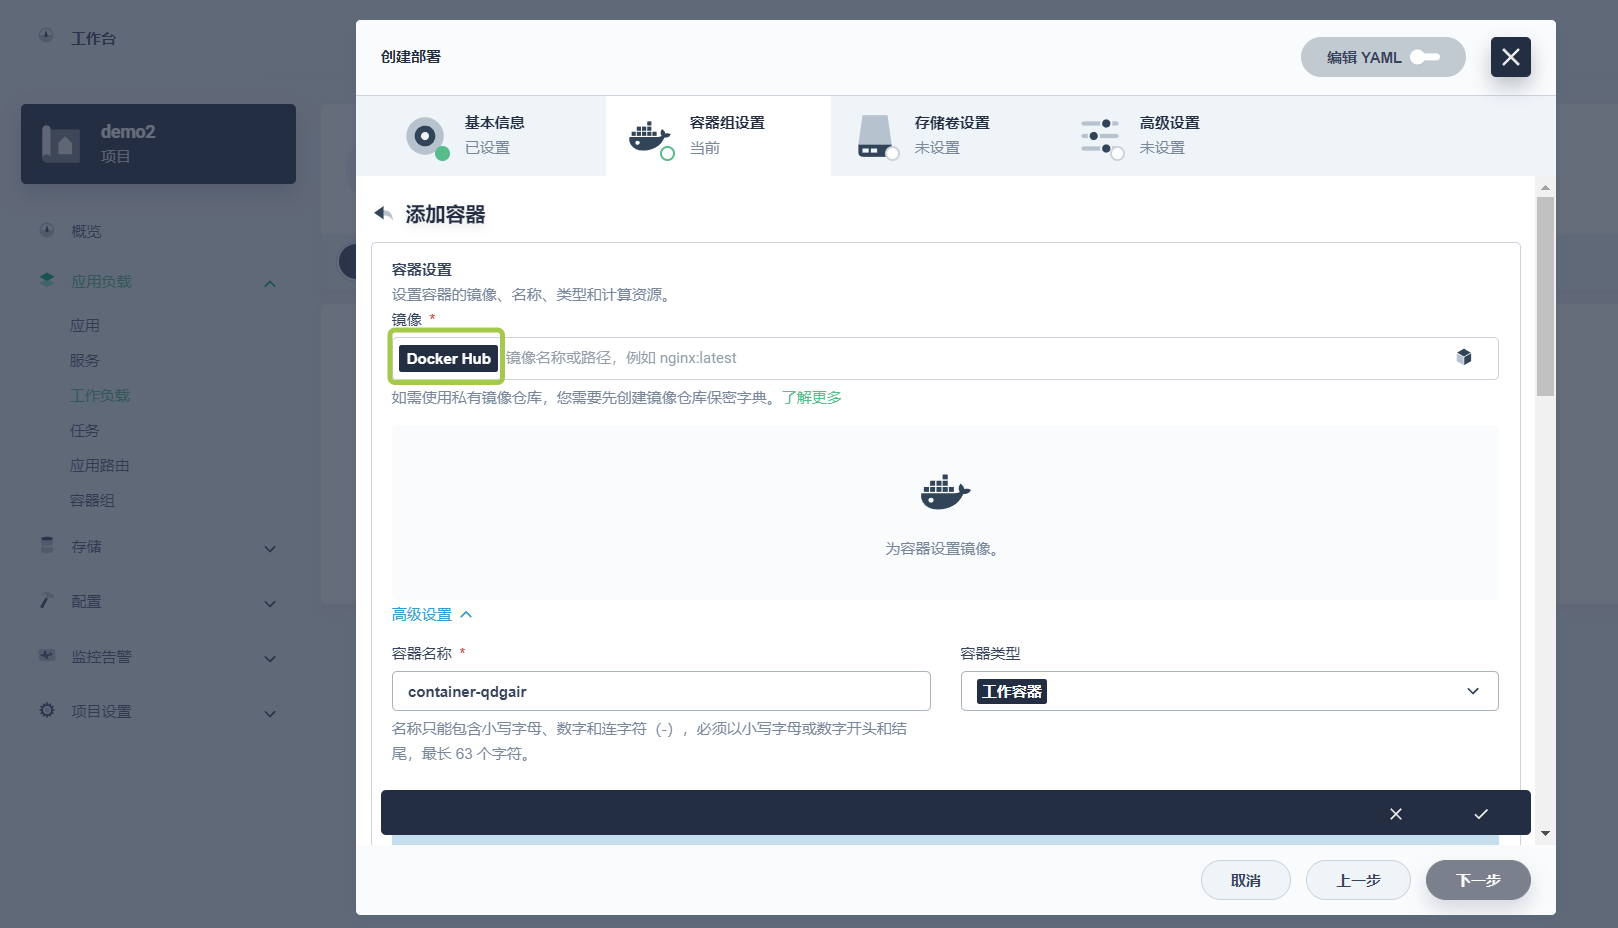 工作台
demo2
项目
概览
应用负载
应用
服务
工作负载
任务
应用路由
容器组
存储
配置
监控告警
项目设置
创建部署
编辑 YAML
基本信息
已设置
容器组设置
当前
存储卷设置
未设置
高级设置
未设置
添加容器
容器设置
设置容器的镜像、名称、类型和计算资源。
镜像 *
Docker Hub 镜像名称或路径，例如 nginx:latest
如需使用私有镜像仓库，您需要先创建镜像仓库保密字典。了解更多
为容器设置镜像。
高级设置
容器名称 *
container-qdgair
名称只能包含小写字母、数字和连字符（-），必须以小写字母或数字开头和结
尾，最长 63 个字符。
容器类型
工作容器
取消
上一步
下一步